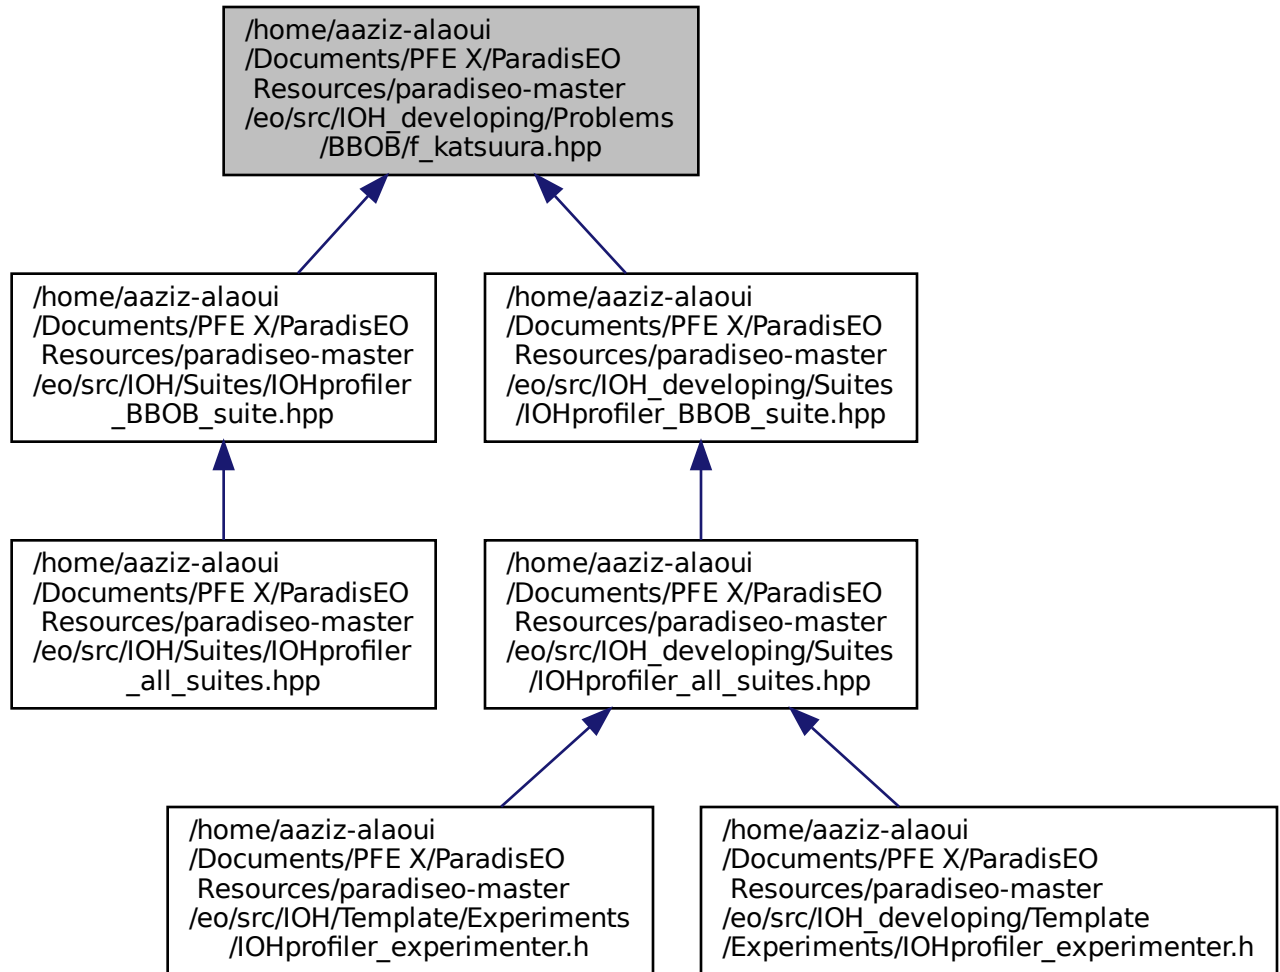 /home/aaziz-alaoui
/Documents/PFE X/ParadisEO
Resources/paradiseo-master
/eo/src/IOH_developing/Problems
/BBOB/f_katsuura.hpp
/home/aaziz-alaoui
/Documents/PFE X/ParadisEO
Resources/paradiseo-master
/eo/src/IOH/Suites/IOHprofiler
_BBOB_suite.hpp
/home/aaziz-alaoui
/Documents/PFE X/ParadisEO
Resources/paradiseo-master
/eo/src/IOH_developing/Suites
/IOHprofiler_BBOB_suite.hpp
/home/aaziz-alaoui
/Documents/PFE X/ParadisEO
Resources/paradiseo-master
/eo/src/IOH/Suites/IOHprofiler
_all_suites.hpp
/home/aaziz-alaoui
/Documents/PFE X/ParadisEO
Resources/paradiseo-master
/eo/src/IOH_developing/Suites
/IOHprofiler_all_suites.hpp
/home/aaziz-alaoui
/Documents/PFE X/ParadisEO
Resources/paradiseo-master
/eo/src/IOH/Template/Experiments
/IOHprofiler_experimenter.h
/home/aaziz-alaoui
/Documents/PFE X/ParadisEO
Resources/paradiseo-master
/eo/src/IOH_developing/Template
/Experiments/IOHprofiler_experimenter.h